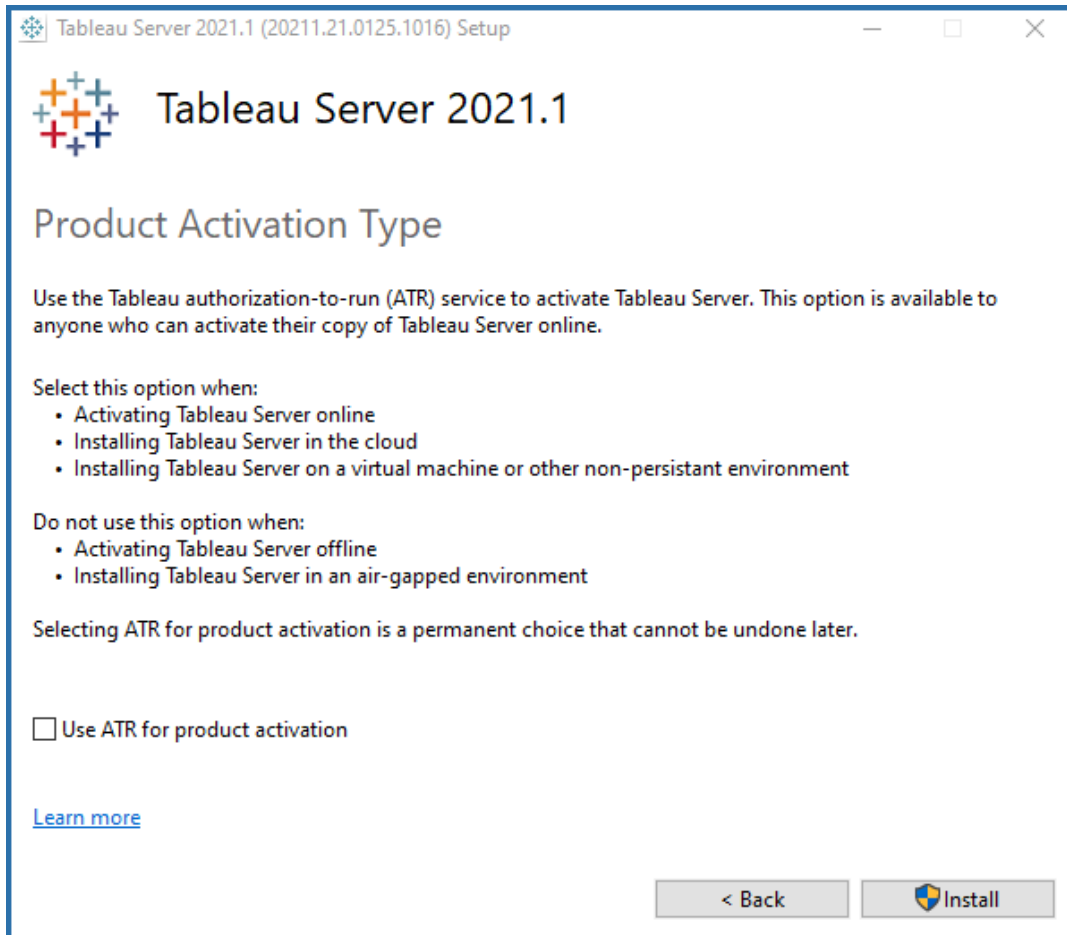 Tableau Server 2021.1 (20211.21.0125.1016) Setup
Tableau Server 2021.1
Product Activation Type
Use the Tableau authorization-to-run (ATR) service to activate Tableau Server. This option is available to
anyone who can activate their copy of Tableau Server online.
Select this option when:
• Activating Tableau Server online
• Installing Tableau Server in the cloud
• Installing Tableau Server on a virtual machine or other non-persistant environment
Do not use this option when:
• Activating Tableau Server offline
• Installing Tableau Server in an air-gapped environment
Selecting ATR for product activation is a permanent choice that cannot be undone later.
Use ATR for product activation
Learn more
< Back
Install